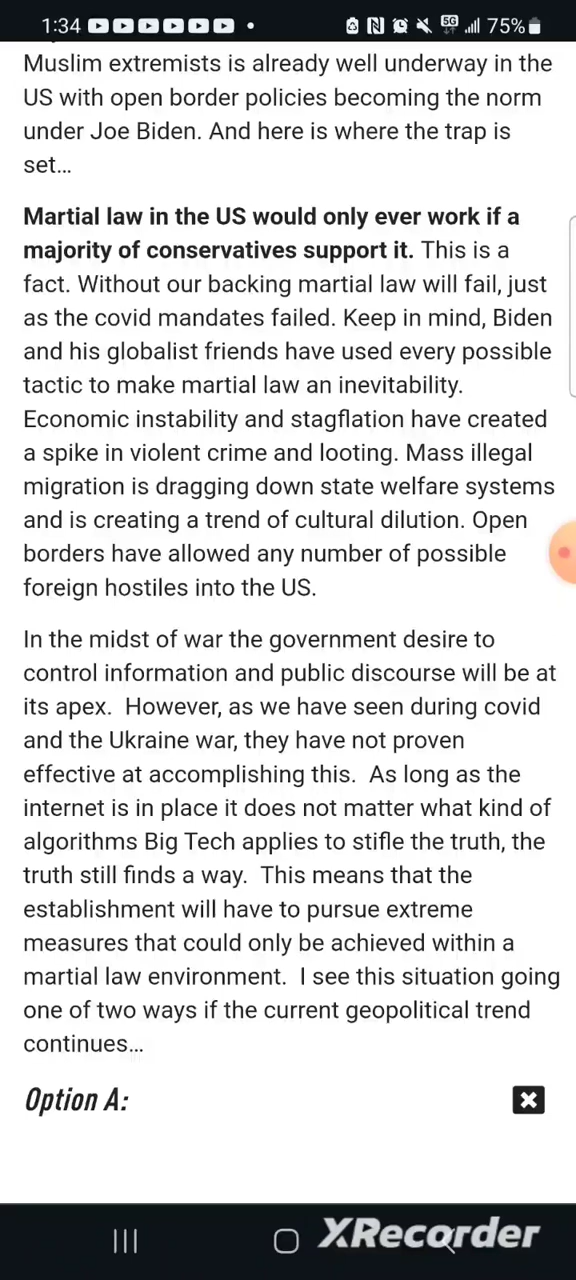 1:34
5G
75%
Muslim extremists is already well underway in the
US with open border policies becoming the norm
under Joe Biden. And here is where the trap is
set...
Martial law in the US would only ever work if a
majority of conservatives support it. This is a
fact. Without our backing martial law will fail, just
as the covid mandates failed. Keep in mind, Biden
and his globalist friends have used every possible
tactic to make martial law an inevitability.
Economic instability and stagflation have created
a spike in violent crime and looting. Mass illegal
migration is dragging down state welfare systems
and is creating a trend of cultural dilution. Open
borders have allowed any number of possible
foreign hostiles into the US.
In the midst of war the government desire to
control information and public discourse will be at
its apex.  However, as we have seen during covid
and the Ukraine war, they have not proven
effective at accomplishing this.  As long as the
internet is in place it does not matter what kind of
algorithms Big Tech applies to stifle the truth, the
truth still finds a way.  This means that the
establishment will have to pursue extreme
measures that could only be achieved within a
martial law environment.  I see this situation going
one of two ways if the current geopolitical trend
continues...
Option A:
XRecorder